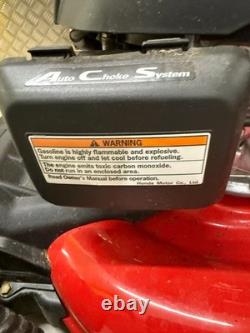 Auto Choke System
WARNING
Gasoline is highly flammable and explosive.
Turn engine off and let cool before refueling.
The engine emits toxic carbon monoxide.
Do not run in an enclosed area.
Read Owner's Manual before operation.
Honda Motor Co., Ltd.